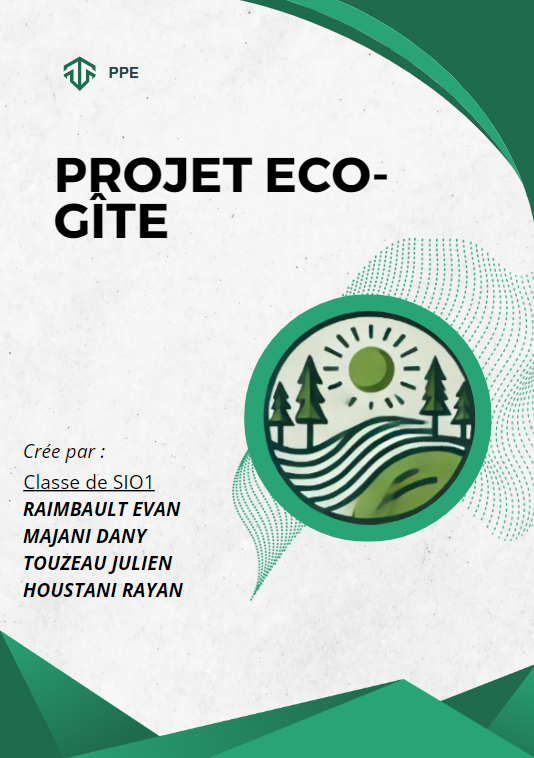 PPE
PROJET ECO-
GÎTE
Crée par :
Classe de SIO1
RAIMBAULT EVAN
MAJANI DANY
TOUZEAU JULIEN
HOUSTANI RAYAN